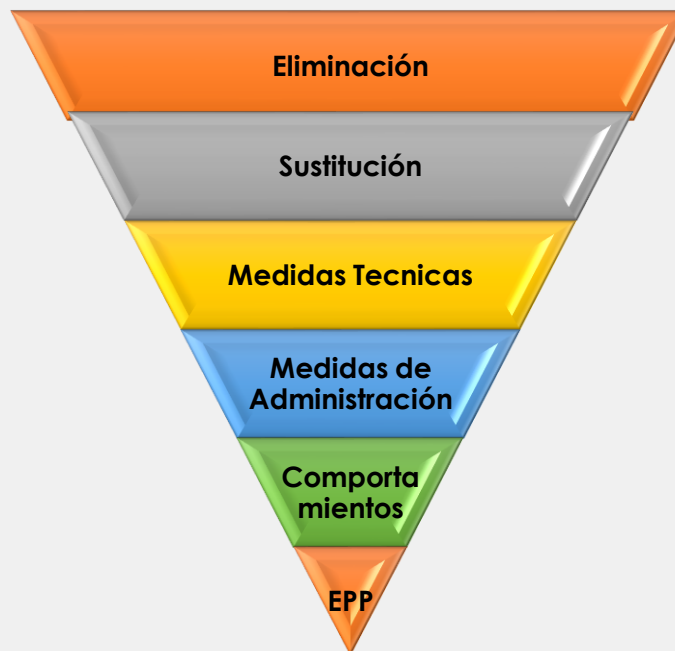 Eliminación
Sustitución
Medidas Tecnicas
Medidas de
Administración
Comporta
mientos
EPP